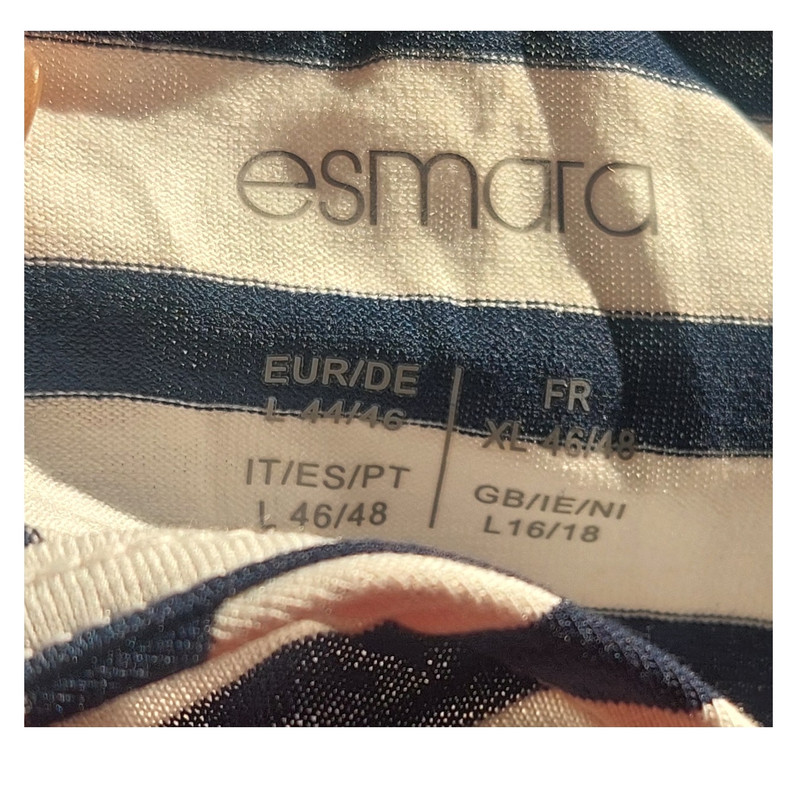 esmara
EUR/DE
L 44/46
FR
XL 46/48
IT/ES/PT
L 46/48
GB/IE/NI
L16/18